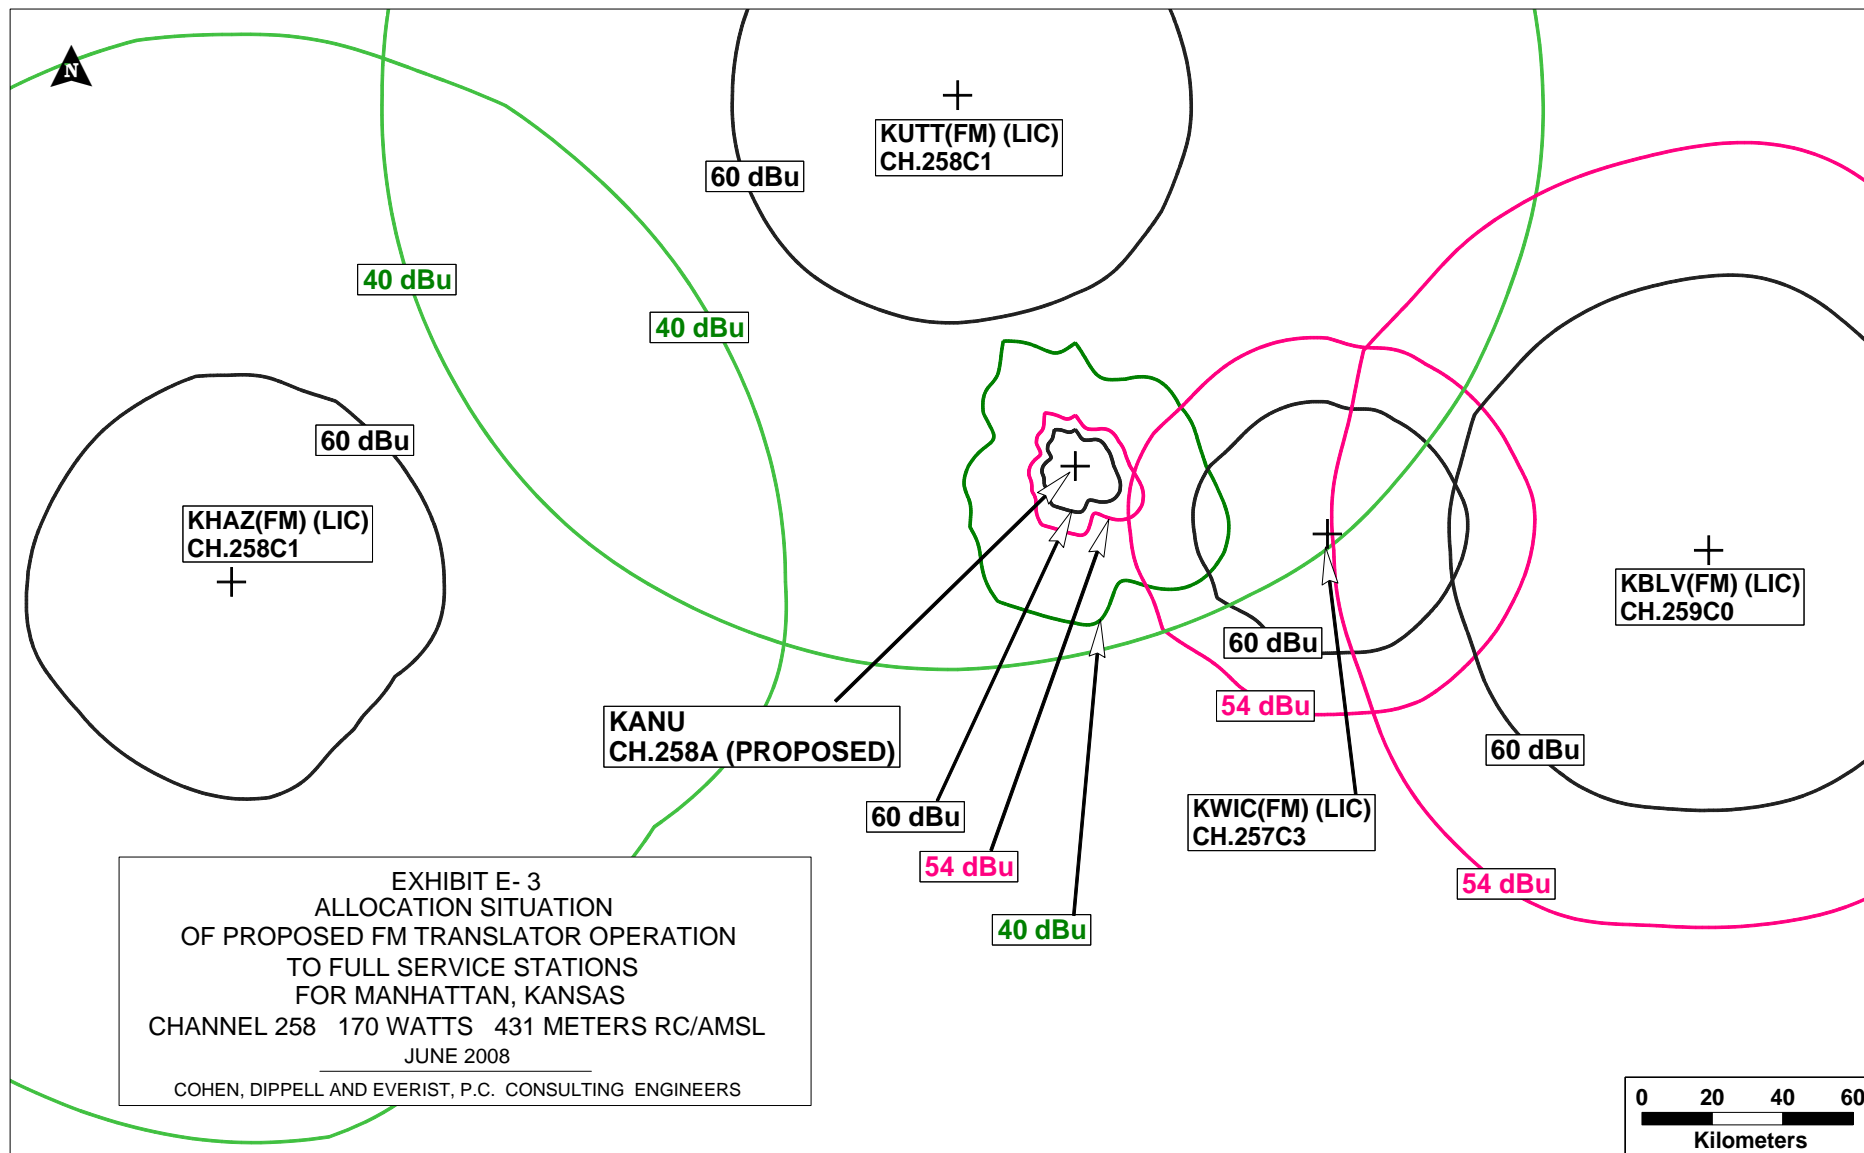 N
KUTT(FM) (LIC)
CH.258C1
60 dBu
40 dBu
40 dBu
60 dBu
KHAZ(FM) (LIC)
CH.258C1
KBLV(FM) (LIC)
CH.259C0
60 dBu
54 dBu
60 dBu
KANU
CH.258A (PROPOSED)
60 dBu
54 dBu
40 dBu
KWIC(FM) (LIC)
CH.257C3
54 dBu
EXHIBIT E- 3
ALLOCATION SITUATION
OF PROPOSED FM TRANSLATOR OPERATION
TO FULL SERVICE STATIONS
FOR MANHATTAN, KANSAS
CHANNEL 258 170 WATTS 431 METERS RC/AMSL
JUNE 2008
COHEN, DIPPELL AND EVERIST, P.C. CONSULTING ENGINEERS
0 20 40 60
Kilometers